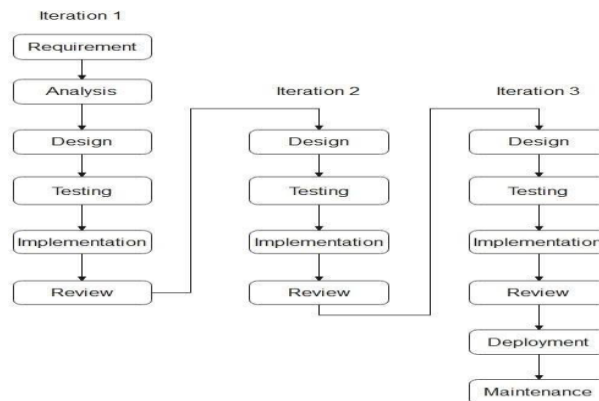 Iteration 1
Requirement
Analysis
Design
Testing
Implementation
Review
Iteration 2
Design
Testing
Implementation
Review
Iteration 3
Design
Testing
Implementation
Review
Deployment
Maintenance